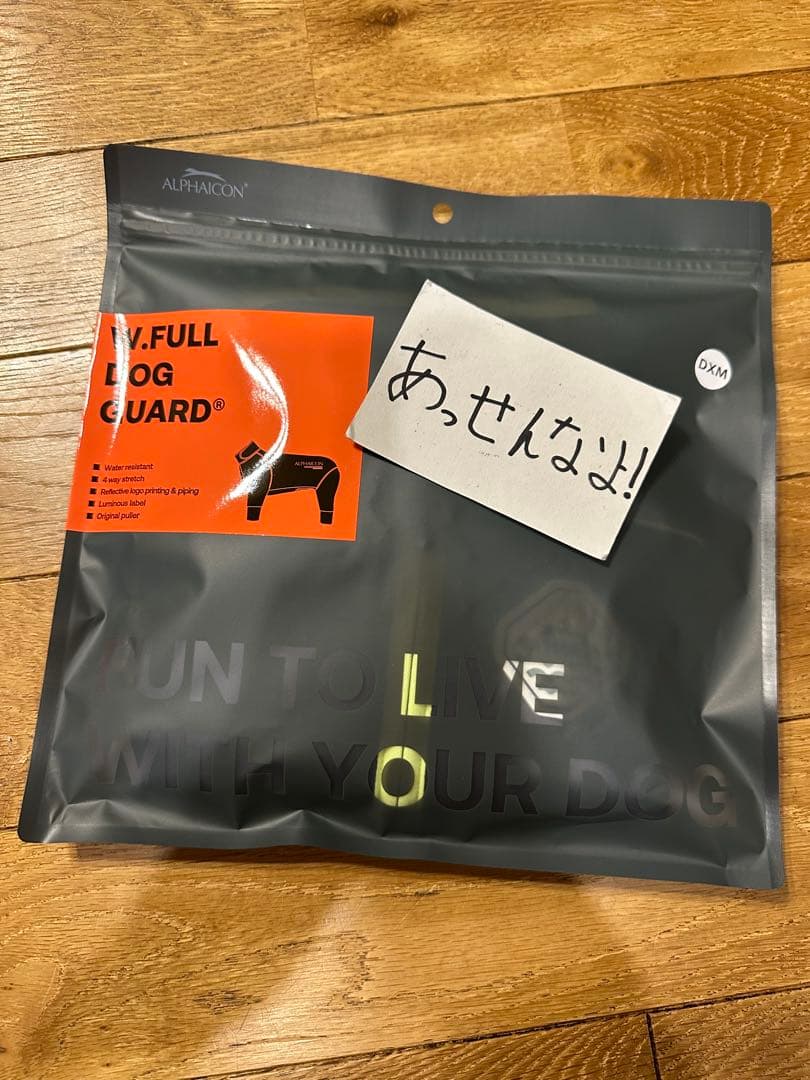 ALPHAICON®
W.FULL
DOG
GUARD®
Water resistant
4 way stretch
Reflective logo printing & piping
Luminous label
Original puller
ALPHAICON
あっせんなよ!
DXM
FUN TO LIVE
WITH YOUR DOG